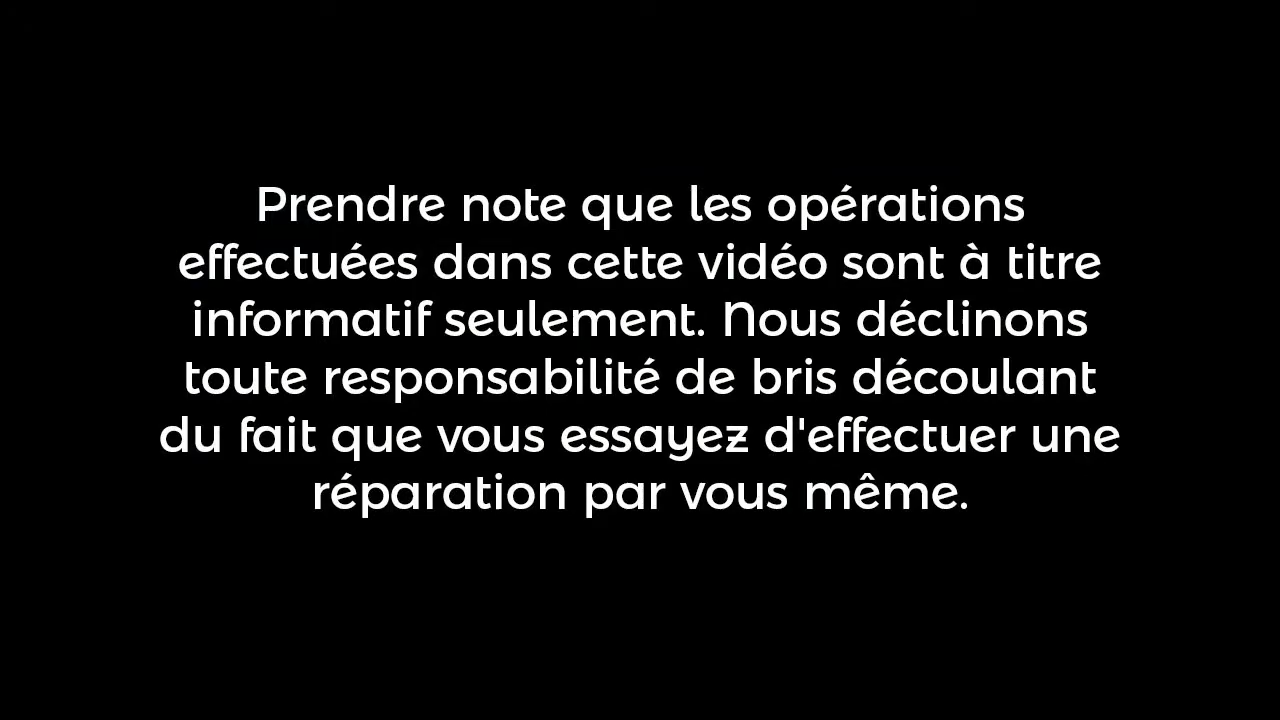 Prendre note que les opérations
effectuées dans cette vidéo sont à titre
informatif seulement. Nous déclinons
toute responsabilité de bris découlant
du fait que vous essayez d'effectuer une
réparation par vous même.